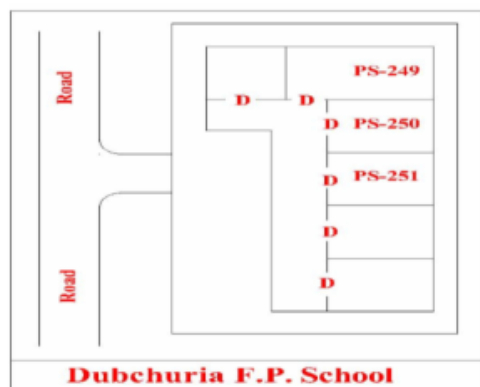 Road
PS-249
D D
D PS-250
D PS-251
D
Road
D
Dubchuria F.P. School